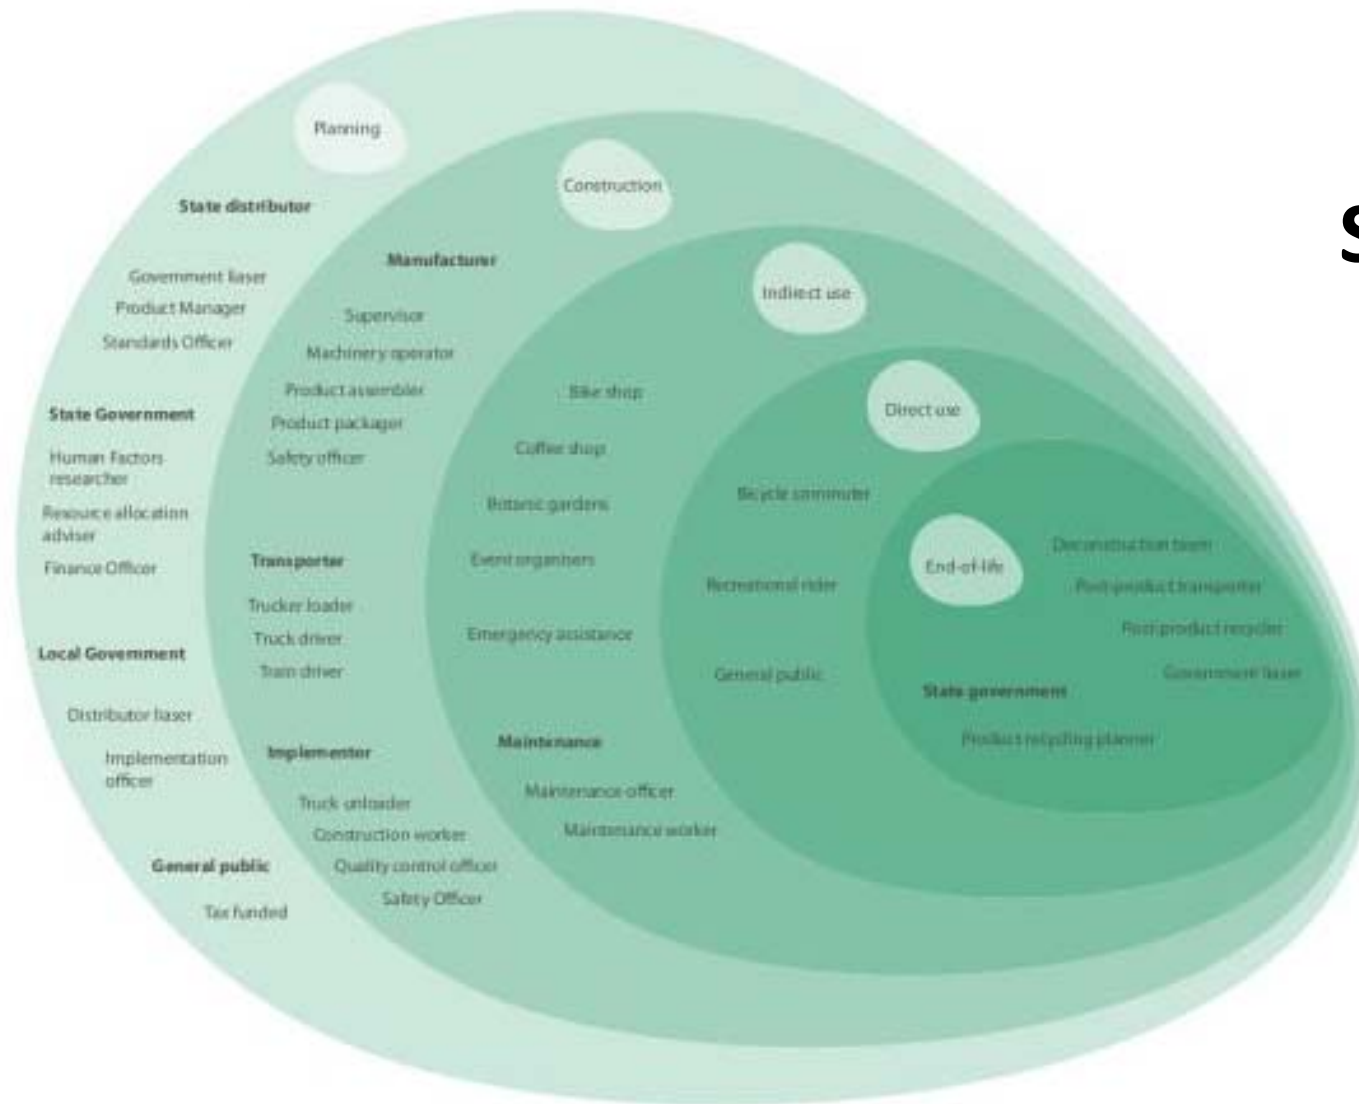 Planning
State distributor
Government liaser
Product Manager
Standards Officer
State Government
Human Factors
researcher
Resource allocation
adviser
Finance Officer
Local Government
Distributor liaser
Implementation
officer
General public
Tax funded
Construction
Manufacturer
Supervisor
Machinery operator
Product assembler
Product packager
Safety officer
Transporter
Trucker loader
Truck driver
Train driver
Implementor
Truck unloader
Construction worker
Quality control officer
Safety Officer
Indirect use
Bike shop
Coffee shop
Botanic gardens
Event organisers
Emergency assistance
Maintenance
Maintenance officer
Maintenance worker
Direct use
Bicycle commuter
Recreational rider
General public
End-of-life
Deconstruction team
Post-product transporter
Post-product recycler
Government liaser
State government
Product recycling planner
S